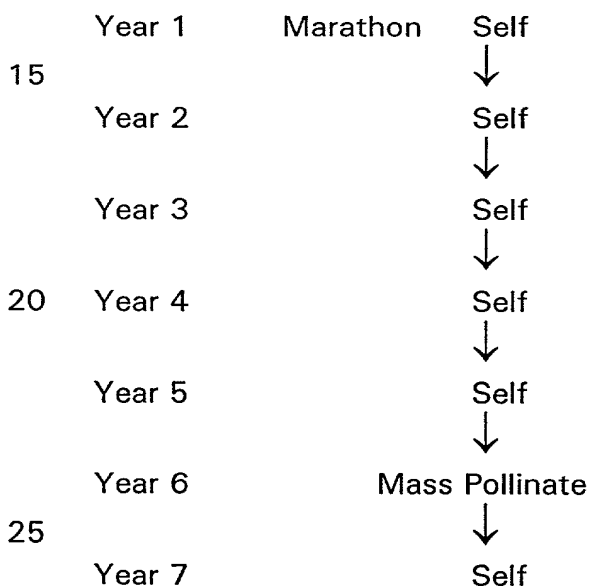 Year 1 Marathon Self
15
Year 2 Self
Year 3 Self
20 Year 4 Self
Year 5 Self
Year 6 Mass Pollinate
25
Year 7 Self